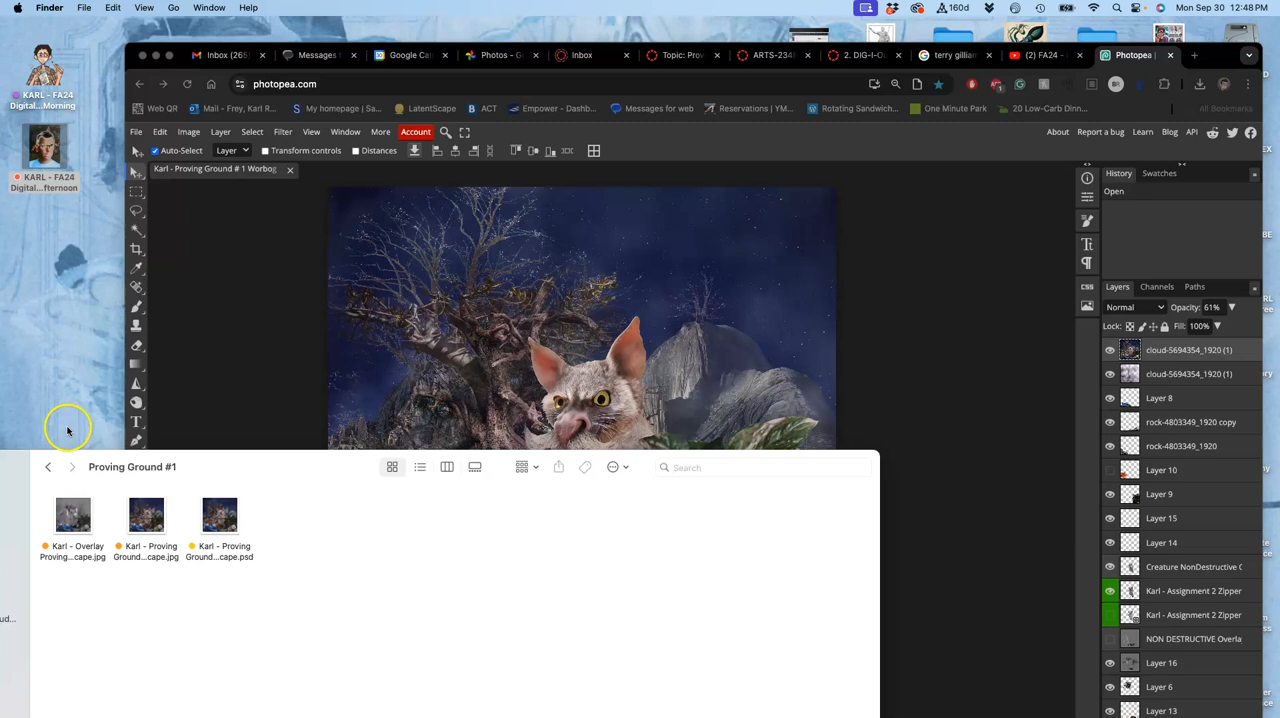 Finder File Edit View Go Window Help
160d
Mon Sep 30 12:48 PM
KARL - FA24
Digital...Morning
KARL - FA24
Digital...fternoon
Inbox (265
Messages f
Google Cal
Photos - G
Inbox
Topic: Prov
ARTS-234
2. DIG-I-O
terry gilliam
(2) FA24 -
Photopea |
photopea.com
Web QR
Mail - Frey, Karl R...
My homepage | Sa...
LatentScape
ACT
Empower - Dashb...
Messages for web
Reservations | YM...
Rotating Sandwich...
One Minute Park
20 Low-Carb Dinn...
All Bookmarks
File Edit Image Layer Select Filter View Window More Account
About Report a bug Learn Blog API
Auto-Select Layer Transform controls Distances
Karl - Proving Ground # 1 Worbog
History Swatches
Open
CSS
Layers Channels Paths
Normal Opacity: 61%
Lock: Fill: 100%
cloud-5694354_1920 (1)
cloud-5694354_1920 (1)
Layer 8
rock-4803349_1920 copy
rock-4803349_1920
Layer 10
Layer 9
Layer 15
Layer 14
Creature NonDestructive
Karl - Assignment 2 Zipper
Karl - Assignment 2 Zipper
NON DESTRUCTIVE Overla
Layer 16
Layer 6
Layer 13
Proving Ground #1
Search
Karl - Overlay
Proving...cape.jpg
Karl - Proving
Ground...cape.jpg
Karl - Proving
Ground...cape.psd
ud...